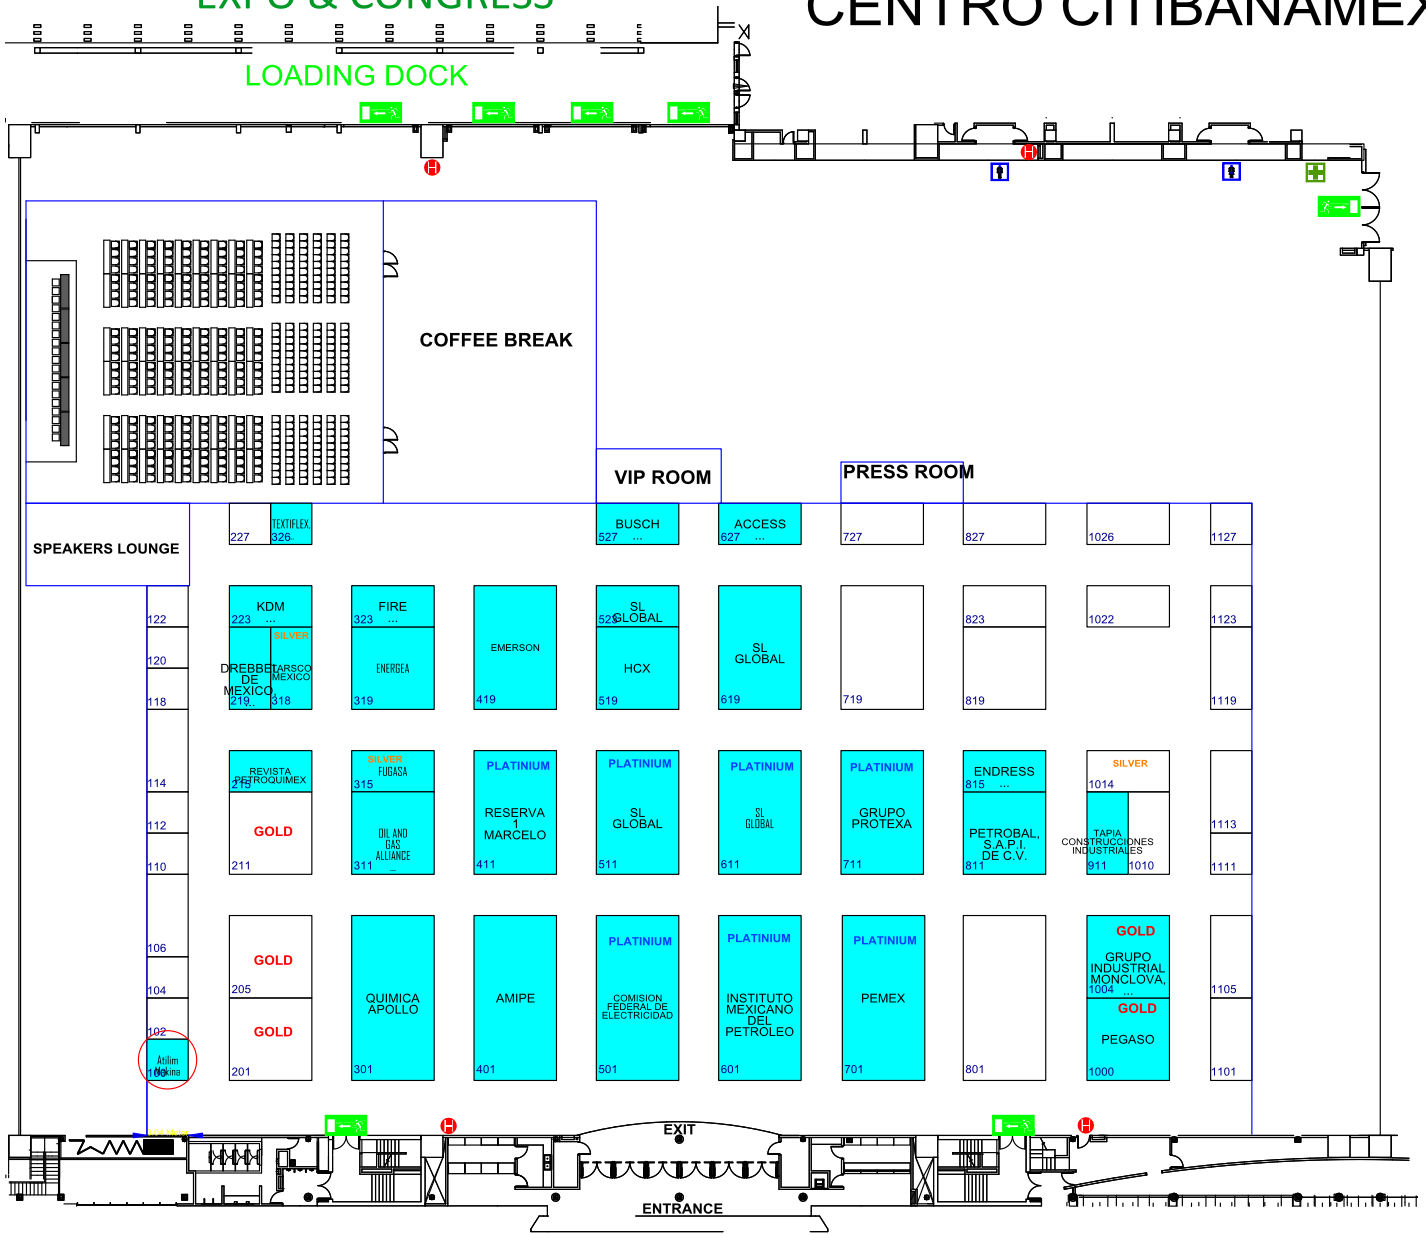 EXPO & CONGRESS
CENTRO CITIBANAMEX
LOADING DOCK
H
H
COFFEE BREAK
VIP ROOM
PRESS ROOM
SPEAKERS LOUNGE
227
TEXTIFLEX,
326
BUSCH
527 ...
ACCESS
627 ...
727
827
1026
1127
122
120
118
KDM
223 ...
SILVER
DREBBEL
DE
MEXICO,
219 ...
TARSCO
MEXICO
318
FIRE
323 ...
ENERGEA
319
EMERSON
419
SL
GLOBAL
523
HCX
519
SL
GLOBAL
619
719
823
819
1022
1123
1119
114
112
110
REVISTA
PETROQUIMEX
215
GOLD
211
SILVER
FUGASA
315
OIL AND
GAS
ALLIANCE
311
PLATINIUM
RESERVA
1
MARCELO
411
PLATINIUM
SL
GLOBAL
511
PLATINIUM
SL
GLOBAL
611
PLATINIUM
GRUPO
PROTEXA
711
ENDRESS
815 ...
PETROBAL,
S.A.P.I.
DE C.V.
811
SILVER
1014
TAPIA
CONSTRUCCIONES
INDUSTRIALES
911
1010
1113
1111
106
104
102
Atilim
Makina
100
GOLD
205
GOLD
201
QUIMICA
APOLLO
301
AMIPE
401
PLATINIUM
COMISION
FEDERAL DE
ELECTRICIDAD
501
PLATINIUM
INSTITUTO
MEXICANO
DEL
PETROLEO
601
PLATINIUM
PEMEX
701
801
GOLD
GRUPO
INDUSTRIAL
MONCLOVA,
1004 ...
GOLD
PEGASO
1000
1105
1101
H
H
EXIT
ENTRANCE